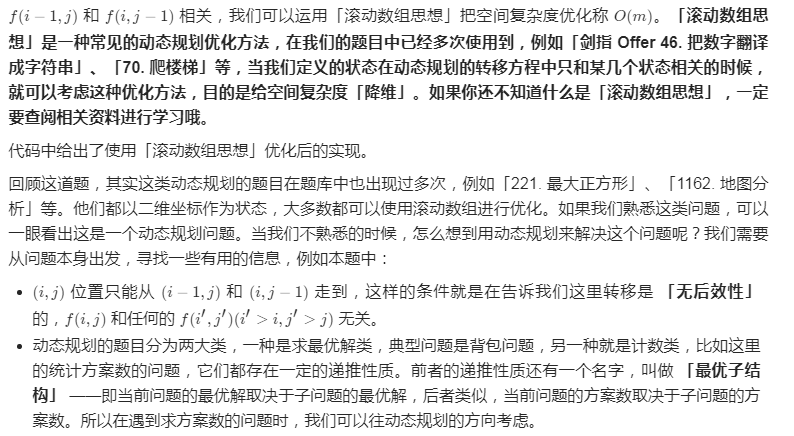 f(i−1,j) 和 f(i,j−1) 相关，我们可以运用「滚动数组思想」把空间复杂度优化称 O(m)。「滚动数组思
想」是一种常见的动态规划优化方法，在我们的题目中已经多次使用到，例如「剑指 Offer 46. 把数字翻译
成字符串」、「70. 爬楼梯」等，当我们定义的状态在动态规划的转移方程中只和某几个状态相关的时候，
就可以考虑这种优化方法，目的是给空间复杂度「降维」。如果你还不知道什么是「滚动数组思想」，一定
要查阅相关资料进行学习哦。
代码中给出了使用「滚动数组思想」优化后的实现。
回顾这道题，其实这类动态规划的题目在题库中也出现过多次，例如「221. 最大正方形」、「1162. 地图分
析」等。他们都以二维坐标作为状态，大多数都可以使用滚动数组进行优化。如果我们熟悉这类问题，可以
一眼看出这是一个动态规划问题。当我们不熟悉的时候，怎么想到用动态规划来解决这个问题呢？我们需要
从问题本身出发，寻找一些有用的信息，例如本题中：
• (i,j) 位置只能从 (i−1,j) 和 (i,j−1) 走到，这样的条件就是在告诉我们这里转移是 「无后效性」
的，f(i,j) 和任何的 f(i′,j′)(i′>i,j′>j) 无关。
• 动态规划的题目分为两大类，一种是求最优解类，典型问题是背包问题，另一种就是计数类，比如这里
的统计方案数的问题，它们都存在一定的递推性质。前者的递推性质还有一个名字，叫做 「最优子结
构」 ——即当前问题的最优解取决于子问题的最优解，后者类似，当前问题的方案数取决于子问题的方
案数。所以在遇到求方案数的问题时，我们可以往动态规划的方向考虑。